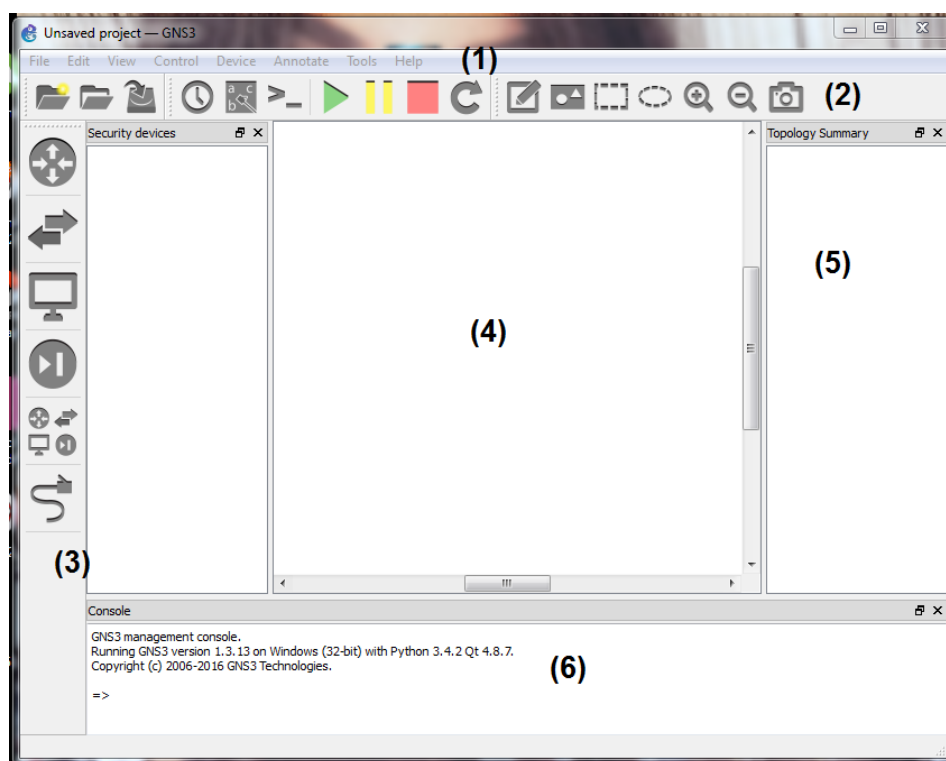 Unsaved project — GNS3
File Edit View Control Device Annotate Tools Help
(1)
a c
b
>_
(2)
Security devices
Topology Summary
(5)
(4)
(3)
Console
GNS3 management console.
Running GNS3 version 1.3.13 on Windows (32-bit) with Python 3.4.2 Qt 4.8.7.
Copyright (c) 2006-2016 GNS3 Technologies.
(6)
=>